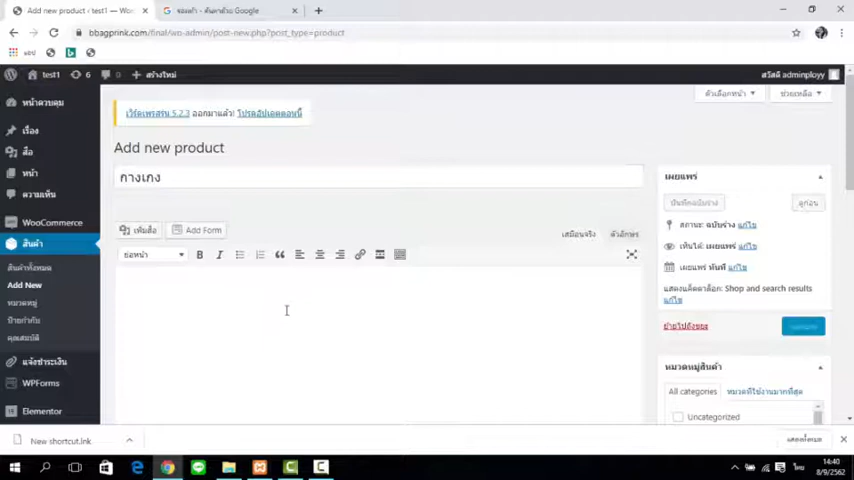 Add new product ‹ test1 — Wo
จองเต่า - ค้นหาด้วย Google
bbagprink.com/final/wp-admin/post-new.php?post_type=product
แอป
test1
6
0
สร้างใหม่
สวัสดี adminployy
ตัวเลือกหน้า
ช่วยเหลือ
เวิร์ดเพรสรุ่น 5.2.3 ออกมาแล้ว! โปรดอัปเดตตอนนี้
Add new product
กางเกง
เพิ่มสื่อ
Add Form
เสมือนจริง
ตัวอักษร
ย่อหน้า
B I
หน้าควบคุม
เรื่อง
สื่อ
หน้า
ความเห็น
WooCommerce
สินค้า
สินค้าทั้งหมด
Add New
หมวดหมู่
ป้ายกำกับ
คุณสมบัติ
แจ้งชำระเงิน
WPForms
Elementor
เผยแพร่
บันทึกฉบับร่าง
ดูก่อน
สถานะ: ฉบับร่าง แก้ไข
เห็นได้: เผยแพร่ แก้ไข
เผยแพร่ ทันที แก้ไข
แสดงแค็ตตาล็อก: Shop and search results
แก้ไข
ย้ายไปถังขยะ
เผยแพร่
หมวดหมู่สินค้า
All categories
หมวดที่ใช้งานมากที่สุด
Uncategorized
New shortcut.lnk
แสดงทั้งหมด
ไทย
14:40
8/9/2562